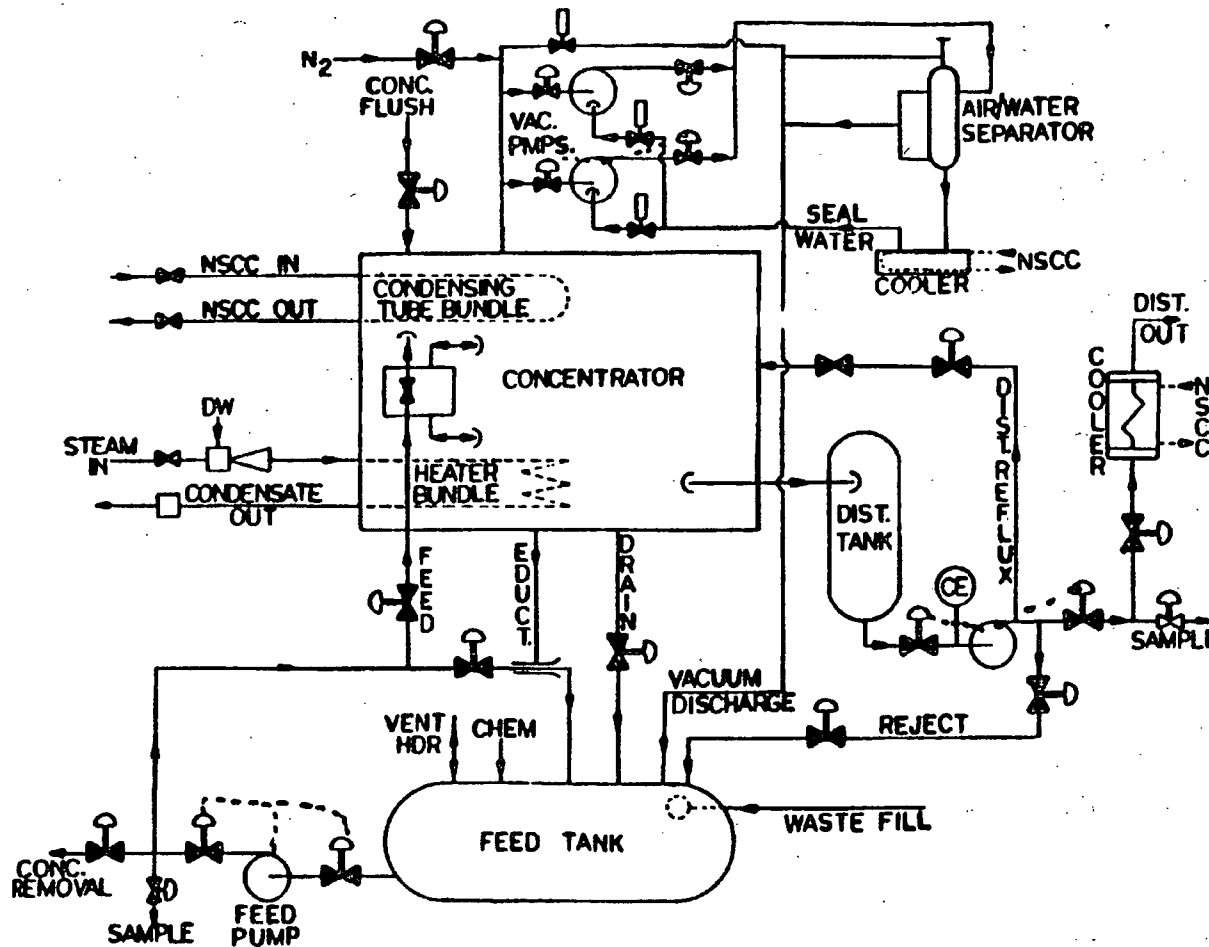 N2
CONC.
FLUSH
VAC.
PMPS.
AIR/WATER
SEPARATOR
SEAL
WATER
NSCC
COOLER
NSCC IN
CONDENSING
TUBE BUNDLE
NSCC OUT
CONCENTRATOR
DW
STEAM
IN
HEATER
BUNDLE
CONDENSATE
OUT
DIST.
OUT
COOLER
NSCC
DIST. REFLUX
DIST.
TANK
CE
SAMPLE
FEED
EDUCT.
DRAIN
VACUUM
DISCHARGE
REJECT
VENT
HDR
CHEM
FEED TANK
WASTE FILL
CONC.
REMOVAL
SAMPLE
FEED
PUMP